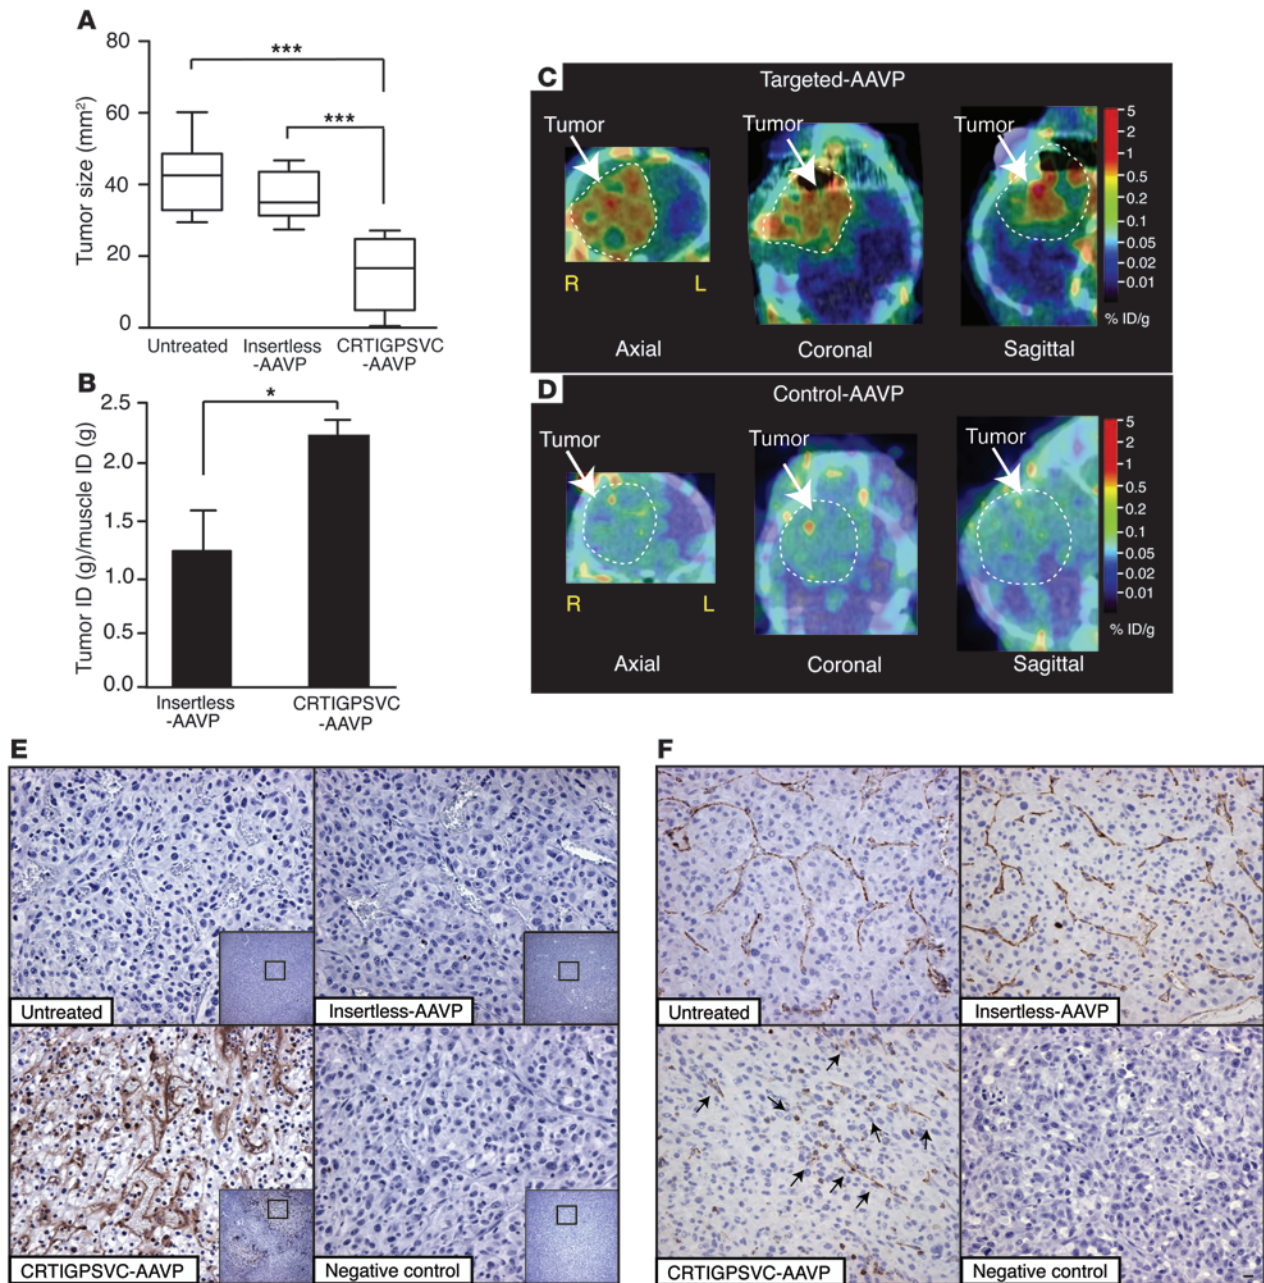 A
Tumor size (mm²)
80
60
40
20
0
***
***
Untreated
Insertless
-AAVP
CRTIGPSVC
-AAVP
B
Tumor ID (g)/muscle ID (g)
2.5
2.0
1.5
1.0
0.5
0.0
*
Insertless
-AAVP
CRTIGPSVC
-AAVP
C
Targeted-AAVP
Tumor
Tumor
Tumor
R
L
Axial
Coronal
Sagittal
5
2
1
0.5
0.2
0.1
0.05
0.02
0.01
% ID/g
D
Control-AAVP
Tumor
Tumor
Tumor
R
L
Axial
Coronal
Sagittal
5
2
1
0.5
0.2
0.1
0.05
0.02
0.01
% ID/g
E
Untreated
Insertless-AAVP
CRTIGPSVC-AAVP
Negative control
F
Untreated
Insertless-AAVP
CRTIGPSVC-AAVP
Negative control